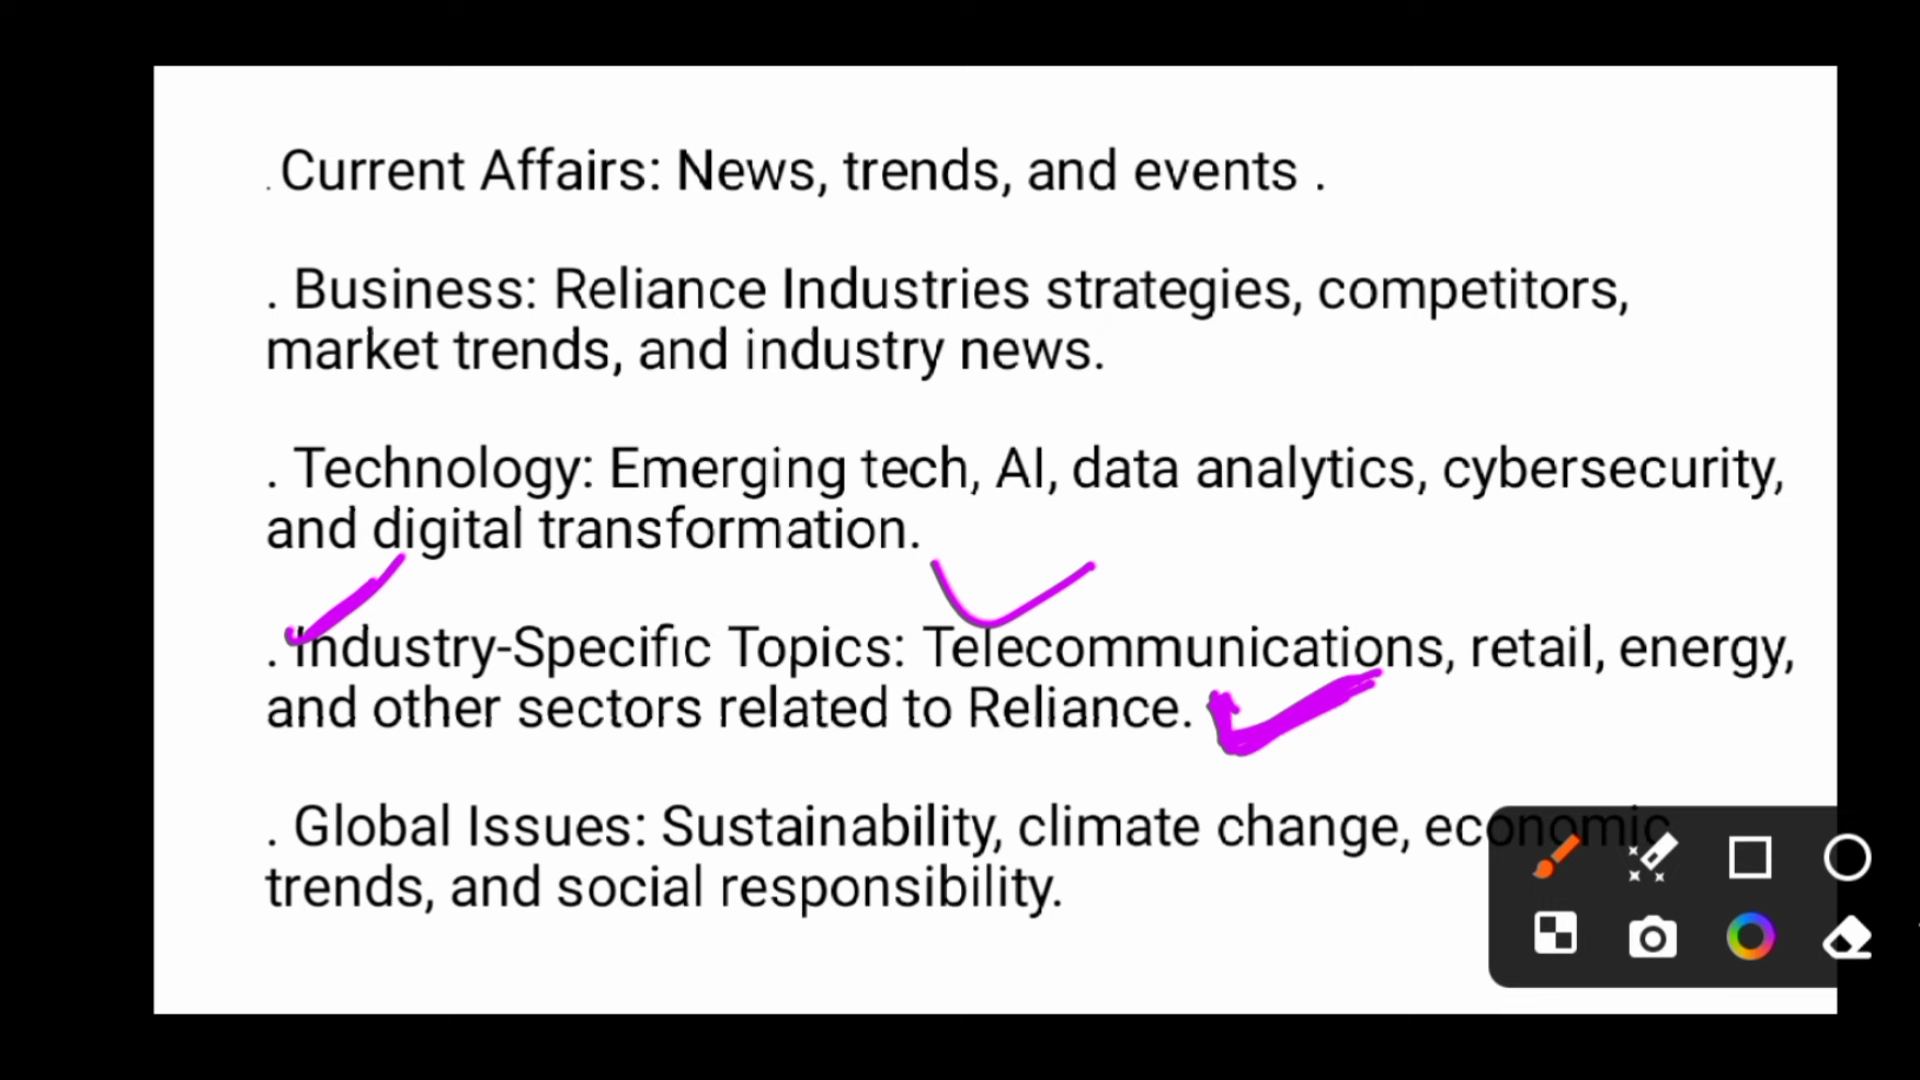 . Current Affairs: News, trends, and events .
. Business: Reliance Industries strategies, competitors,
market trends, and industry news.
. Technology: Emerging tech, AI, data analytics, cybersecurity,
and digital transformation.
. Industry-Specific Topics: Telecommunications, retail, energy,
and other sectors related to Reliance.
. Global Issues: Sustainability, climate change, economic
trends, and social responsibility.